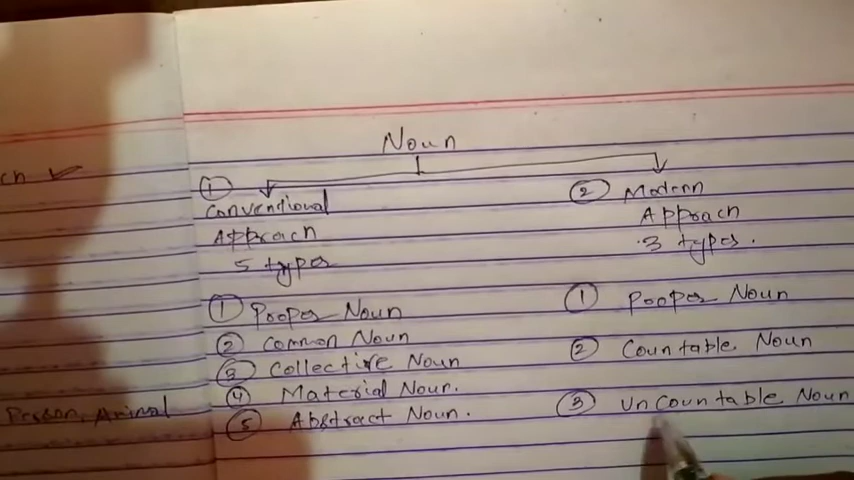 Noun
①
Conventional
Approach
5 types
① Proper Noun
② Common Noun
③ Collective Noun
④ Material Noun.
⑤ Abstract Noun.
② Modern
Approach
3 types.
① Proper Noun
② Countable Noun
③ Uncountable Noun
ch
Person, Animal